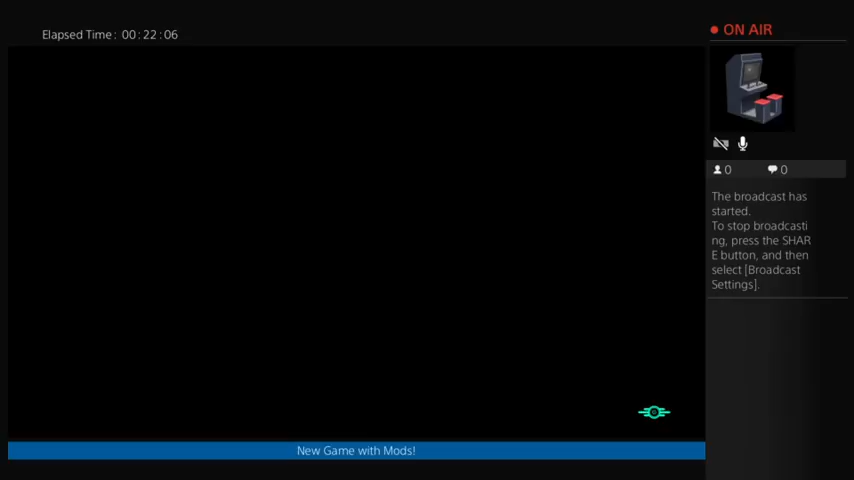 Elapsed Time: 00:22:06
ON AIR
0 0
The broadcast has
started.
To stop broadcasti
ng, press the SHAR
E button, and then
select [Broadcast
Settings].
New Game with Mods!